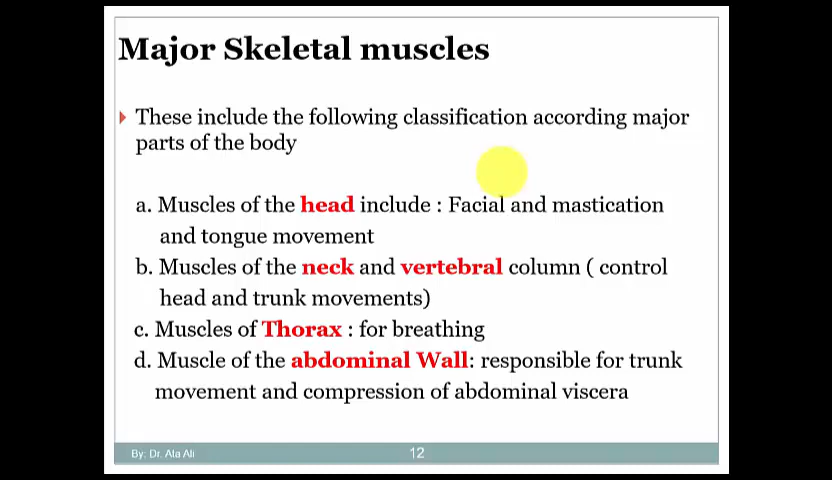 Major Skeletal muscles
These include the following classification according major
parts of the body
a. Muscles of the head include : Facial and mastication
and tongue movement
b. Muscles of the neck and vertebral column ( control
head and trunk movements)
c. Muscles of Thorax : for breathing
d. Muscle of the abdominal Wall: responsible for trunk
movement and compression of abdominal viscera
By: Dr. Ala Ali
12